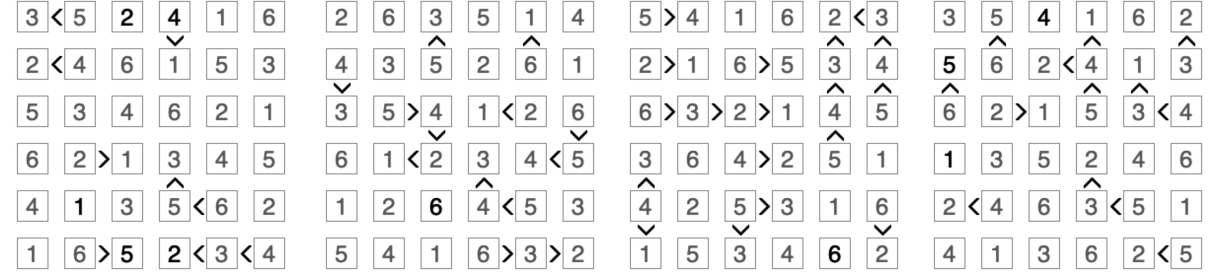 3 < 5 2 4 1 6 2 6 3 5 1 4 5 > 4 1 6 2 < 3 3 5 4 1 6 2
2 < 4 6 1 5 3 4 3 5 2 6 1 2 > 1 6 > 5 3 4 5 6 2 < 4 1 3
5 3 4 6 2 1 3 5 > 4 1 < 2 6 6 > 3 > 2 > 1 4 5 6 2 > 1 5 3 < 4
6 2 > 1 3 4 5 6 1 < 2 3 4 < 5 3 6 4 > 2 5 1 1 3 5 2 4 6
4 1 3 5 < 6 2 1 2 6 4 < 5 3 4 2 5 > 3 1 6 2 < 4 6 3 < 5 1
1 6 > 5 2 < 3 < 4 5 4 1 6 > 3 > 2 1 5 3 4 6 2 4 1 3 6 2 < 5